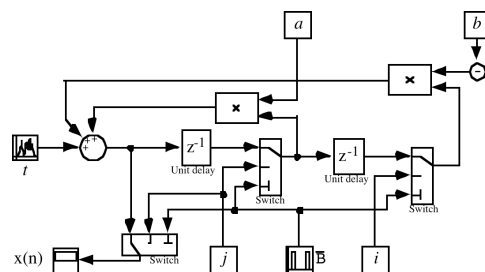 a
b
-
×
×
+
+ +
t
z-1
Unit delay
Switch
z-1
Unit delay
Switch
x(n)
Switch
j
B
i